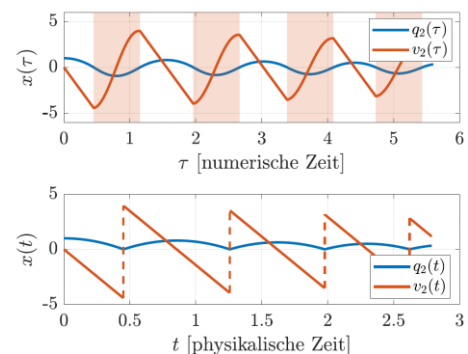 5
0
-5
x(τ)
q₂(τ)
v₂(τ)
0 1 2 3 4 5 6
τ [numerische Zeit]
5
0
-5
x(t)
q₂(t)
v₂(t)
0 0.5 1 1.5 2 2.5 3
t [physikalische Zeit]